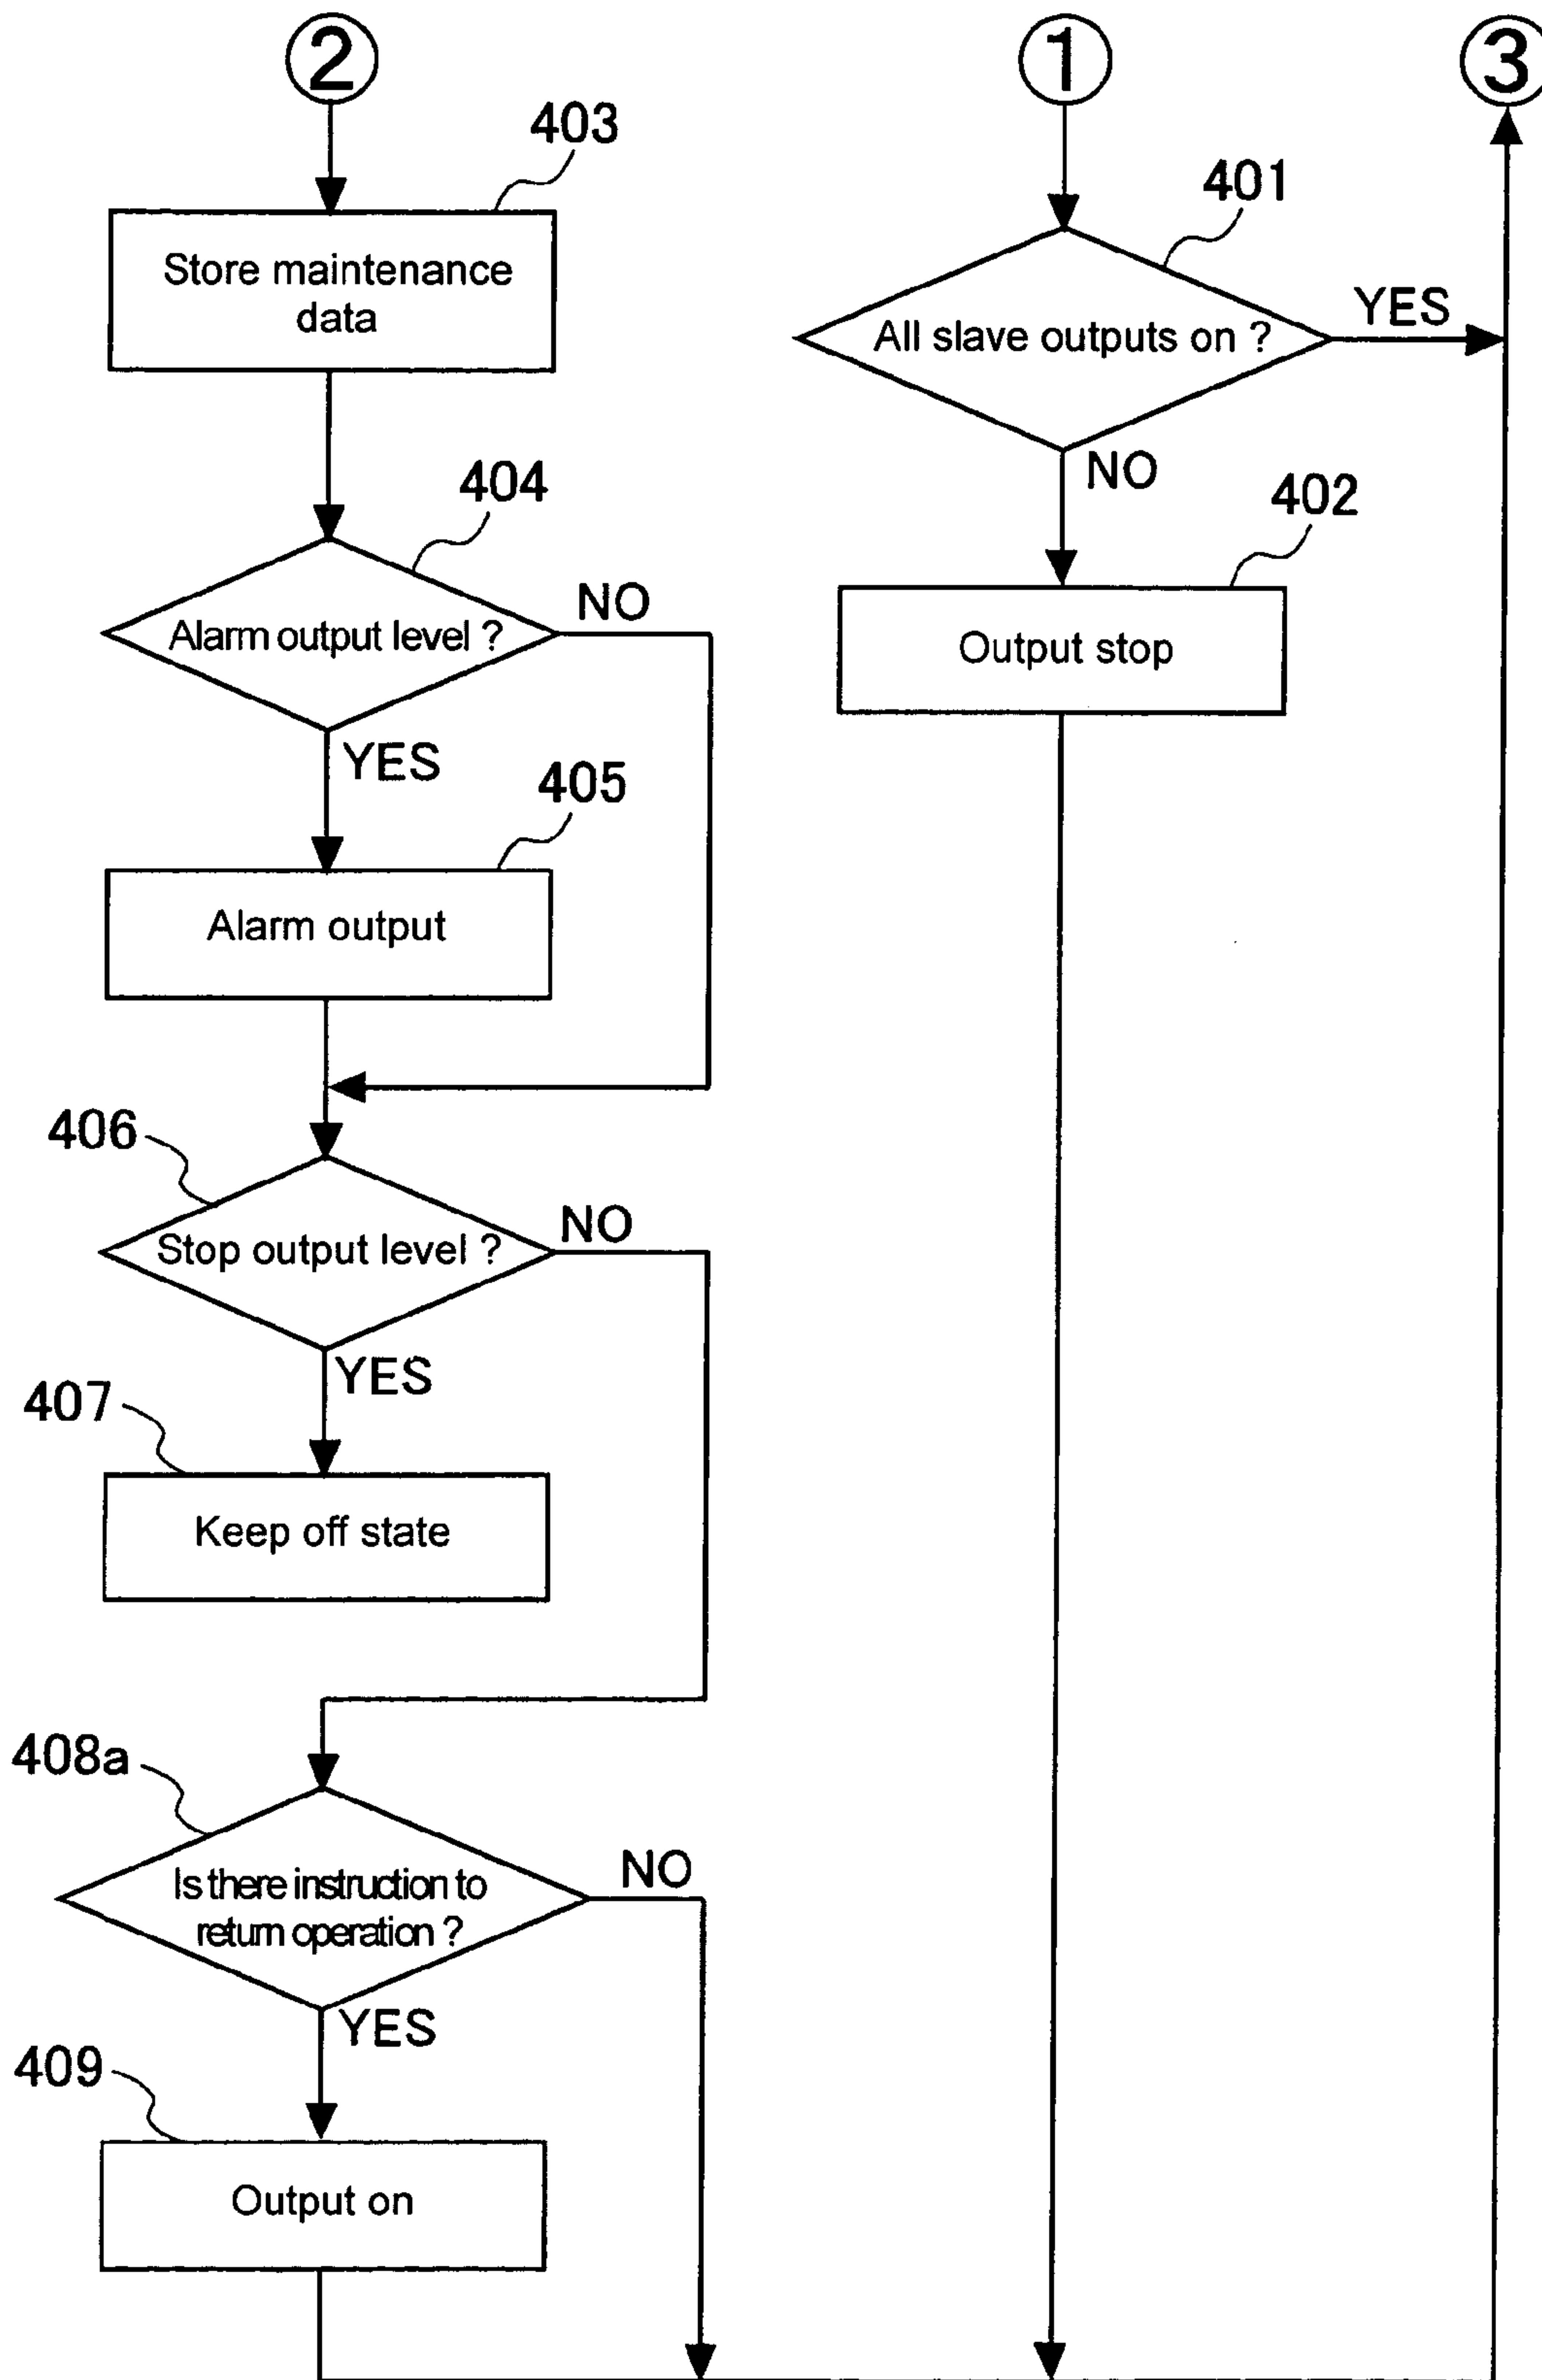 ②
403
Store maintenance
data
404
Alarm output level ?
NO
YES
405
Alarm output
406
Stop output level ?
NO
YES
407
Keep off state
408a
Is there instruction to
return operation ?
NO
YES
409
Output on
①
401
All slave outputs on ?
YES
NO
402
Output stop
③